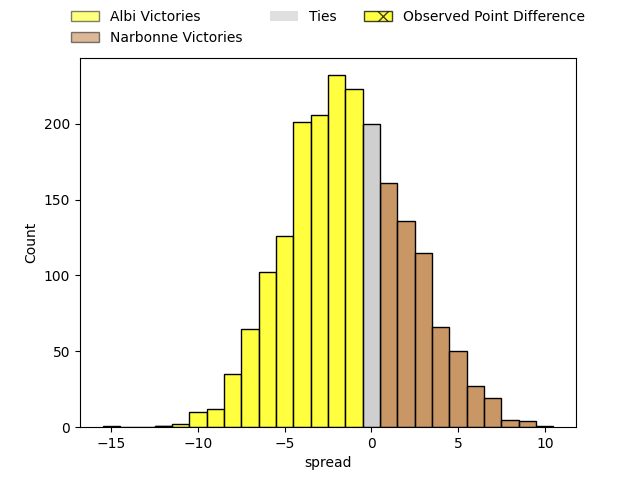 Albi Victories
Narbonne Victories
Ties
Observed Point Difference
Count
200
150
100
50
0
−15
−10
−5
0
5
10
spread